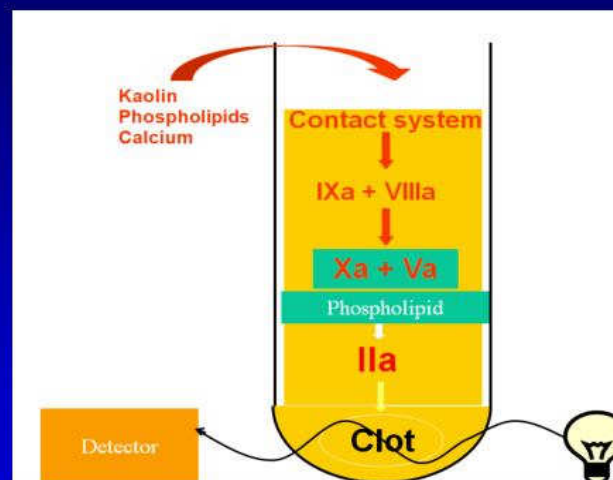 Kaolin
Phospholipids
Calcium
Contact system
IXa + VIIIa
Xa + Va
Phospholipid
IIa
Clot
Detector